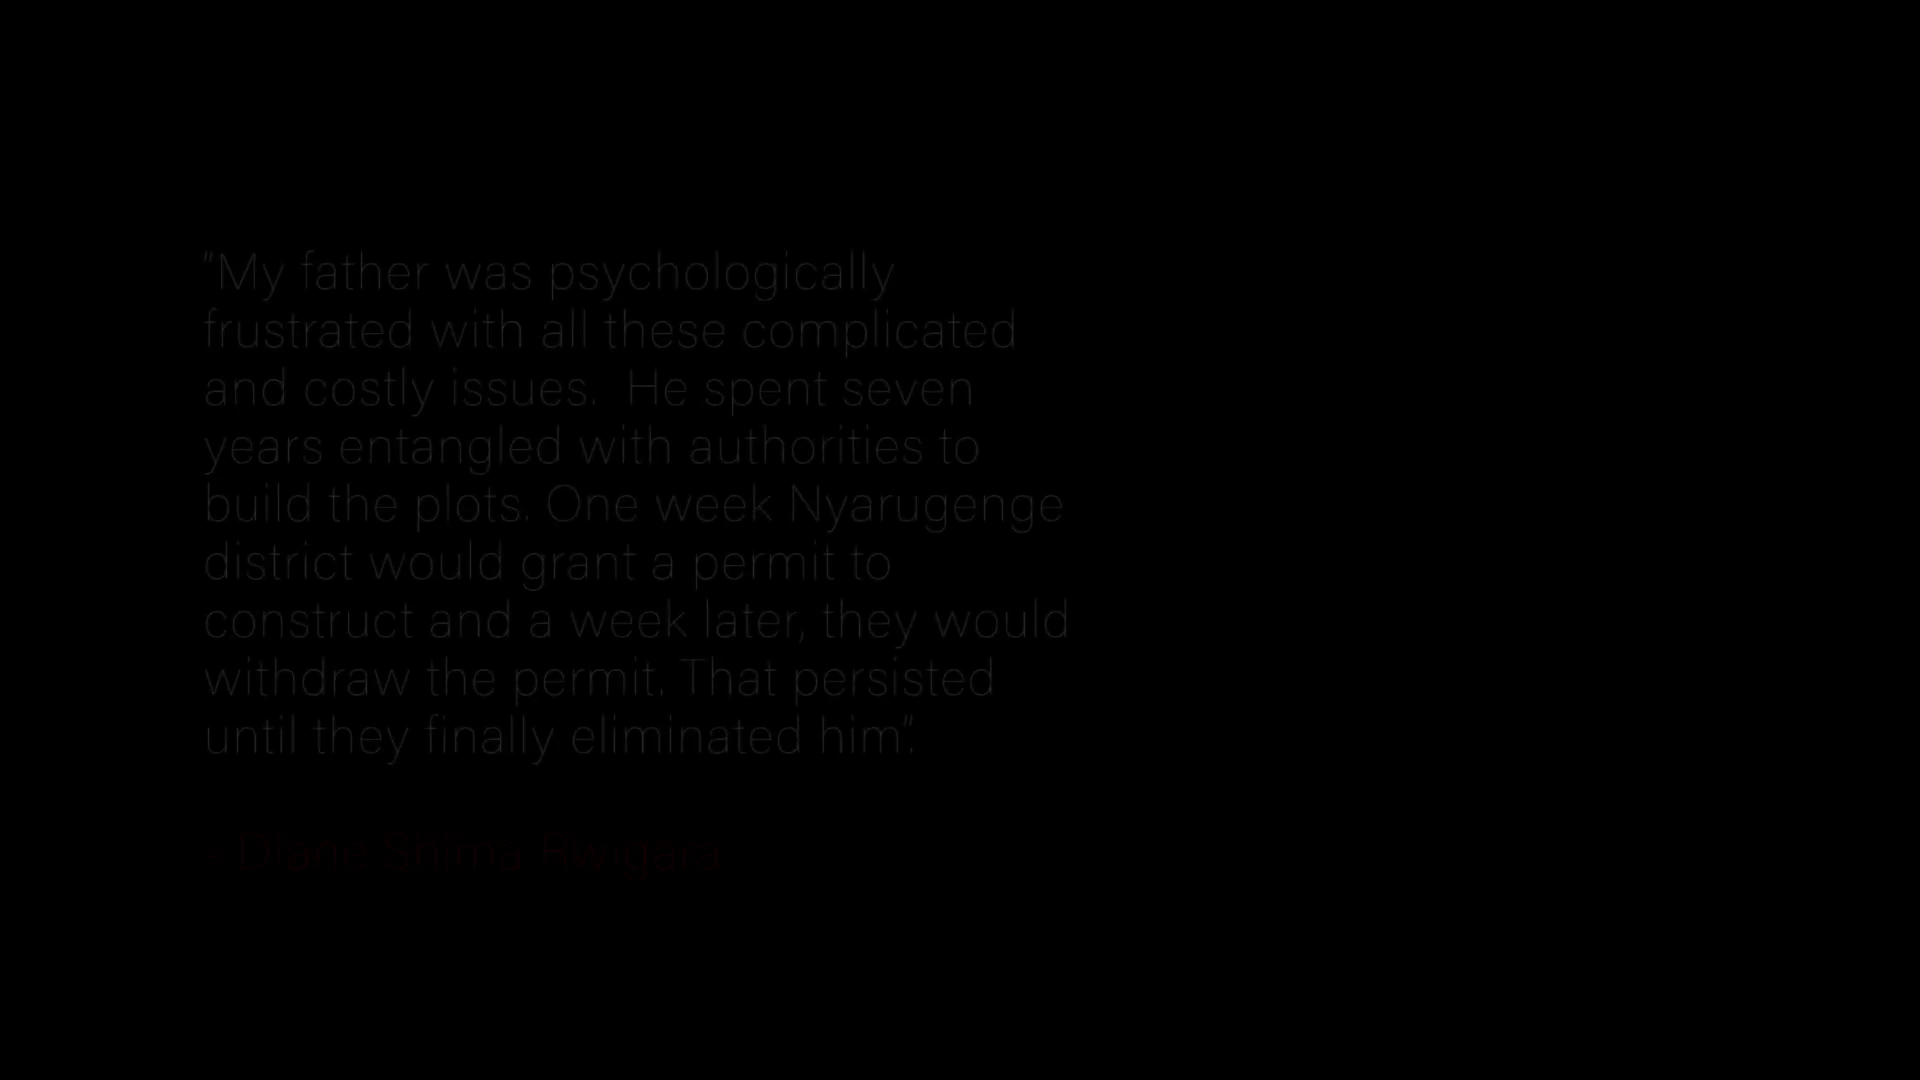 "My father was psychologically
frustrated with all these complicated
and costly issues.  He spent seven
years entangled with authorities to
build the plots. One week Nyarugenge
district would grant a permit to
construct and a week later, they would
withdraw the permit. That persisted
until they finally eliminated him".
- Diane Shima Rwigara